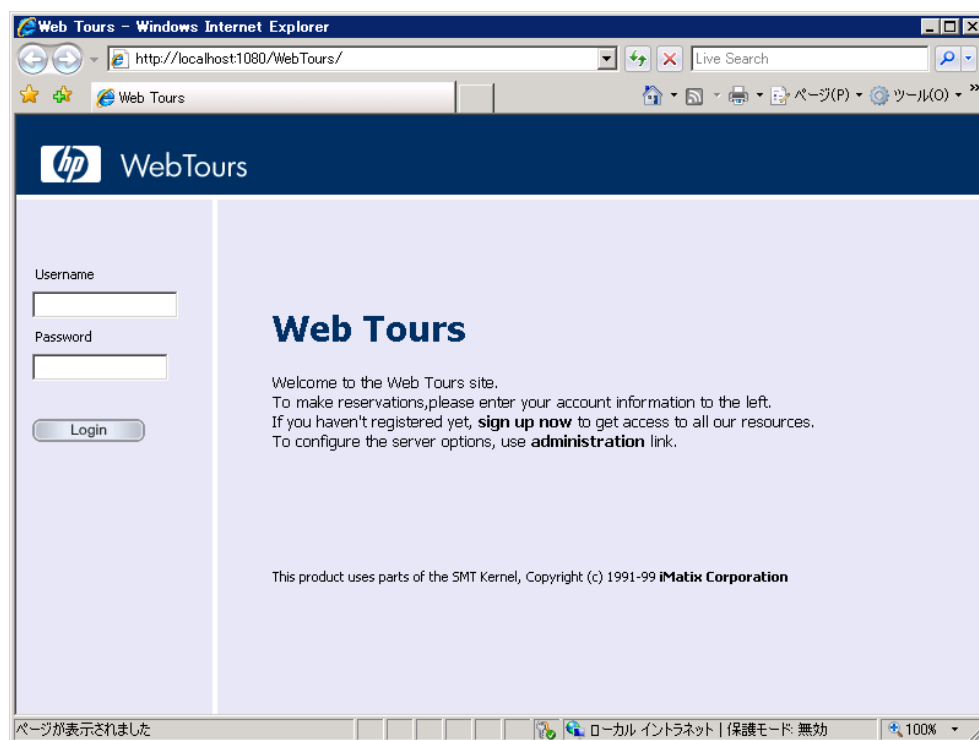 Web Tours - Windows Internet Explorer
http://localhost:1080/WebTours/
Live Search
Web Tours
ページ(P)
ツール(O)
»
hp WebTours
Username
Password
Login
Web Tours
Welcome to the Web Tours site.
To make reservations,please enter your account information to the left.
If you haven't registered yet, sign up now to get access to all our resources.
To configure the server options, use administration link.
This product uses parts of the SMT Kernel, Copyright (c) 1991-99 iMatix Corporation
ページが表示されました
ローカル イントラネット | 保護モード: 無効
100%